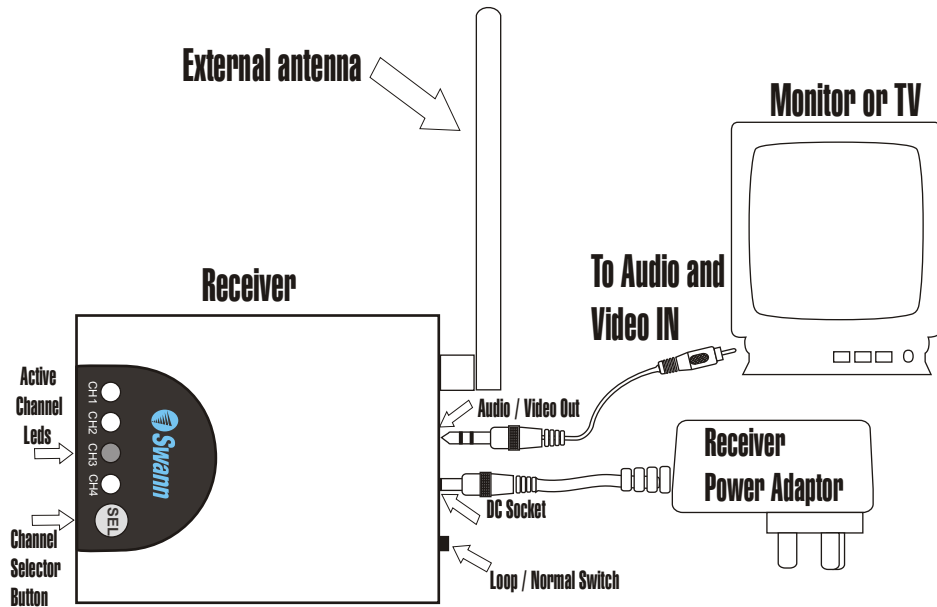 External antenna
Monitor or TV
To Audio and
Video IN
Receiver
Active
Channel
Leds
CH1
CH2
CH3
CH4
SEL
Swann
Channel
Selector
Button
Audio / Video Out
DC Socket
Loop / Normal Switch
Receiver
Power Adaptor